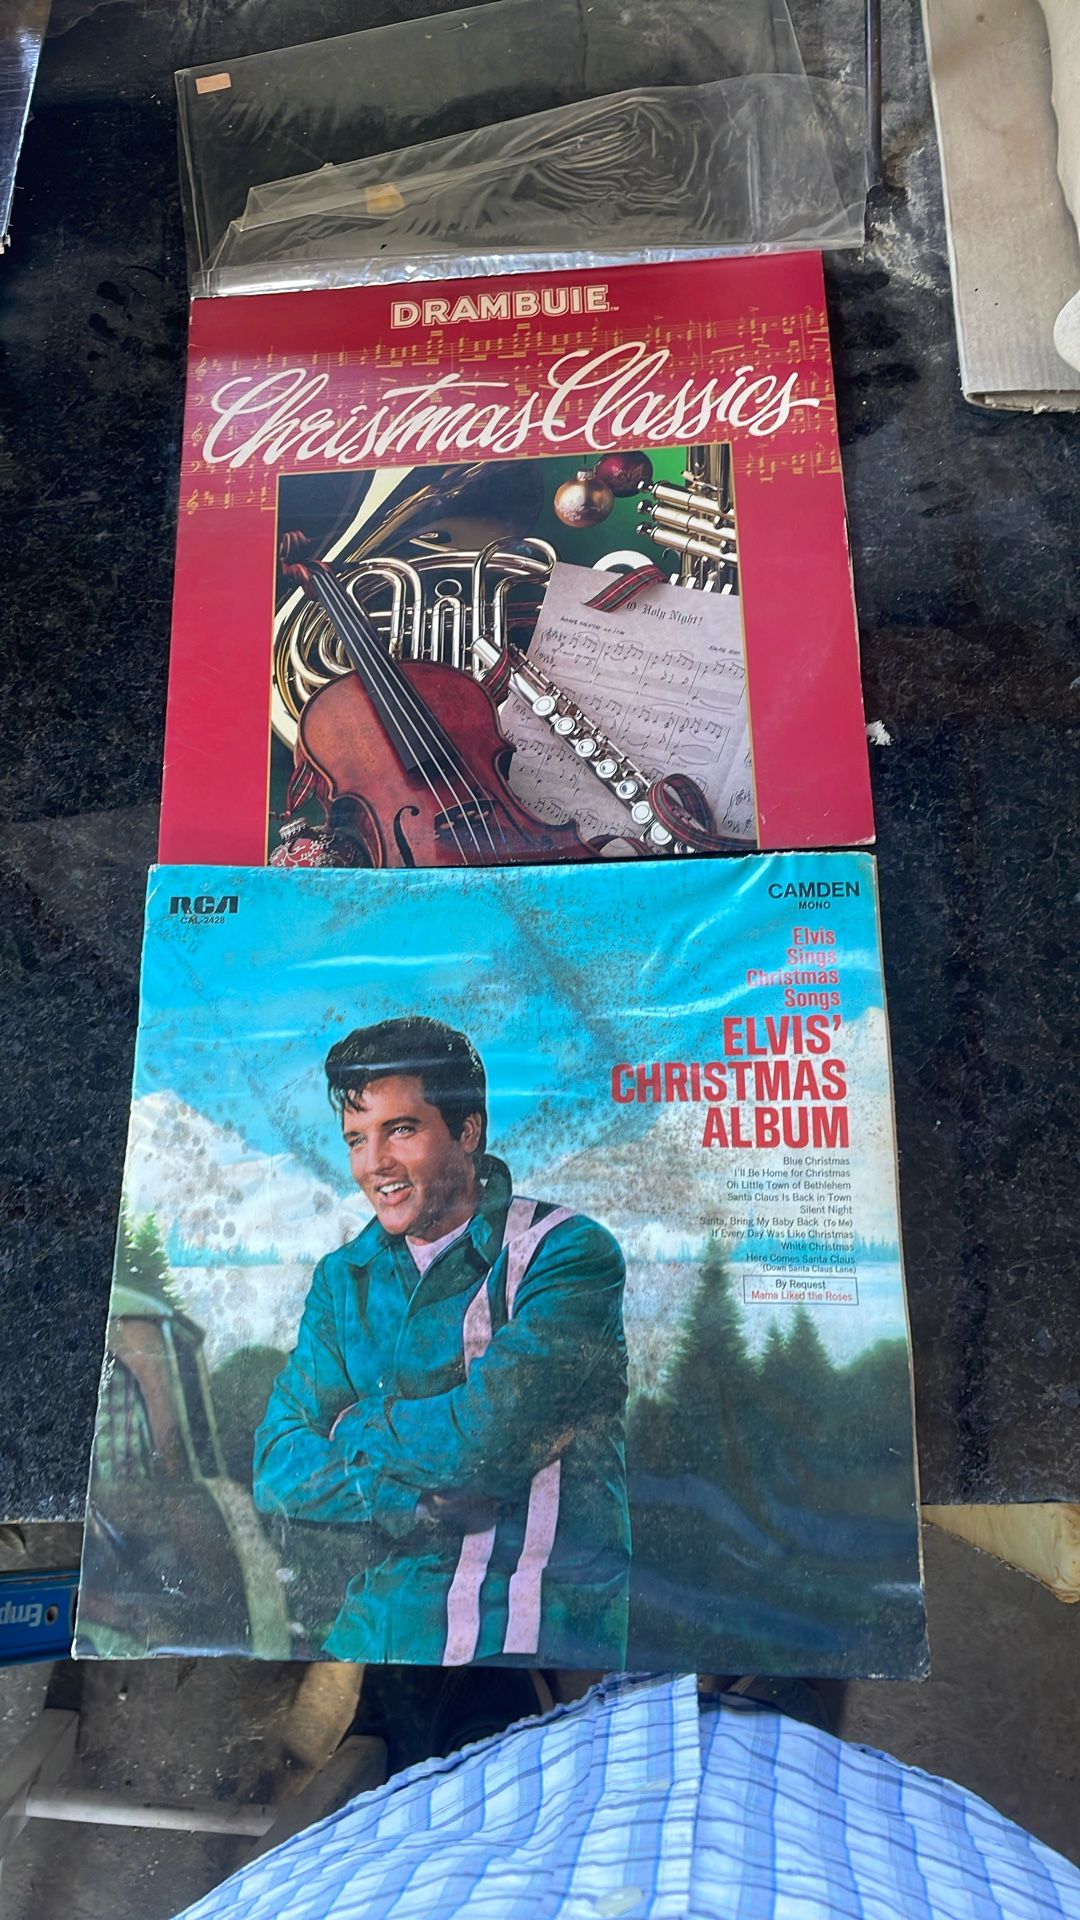 DRAMBUIE™
Christmas Classics
O Holy Night!
RCA
CAL-2428
CAMDEN
MONO
Elvis
Sings
Christmas
Songs
ELVIS'
CHRISTMAS
ALBUM
Blue Christmas
I'll Be Home for Christmas
Oh Little Town of Bethlehem
Santa Claus Is Back in Town
Silent Night
Santa, Bring My Baby Back (To Me)
If Every Day Was Like Christmas
White Christmas
Here Comes Santa Claus
(Down Santa Claus Lane)
By Request
Mama Liked the Roses
Emp